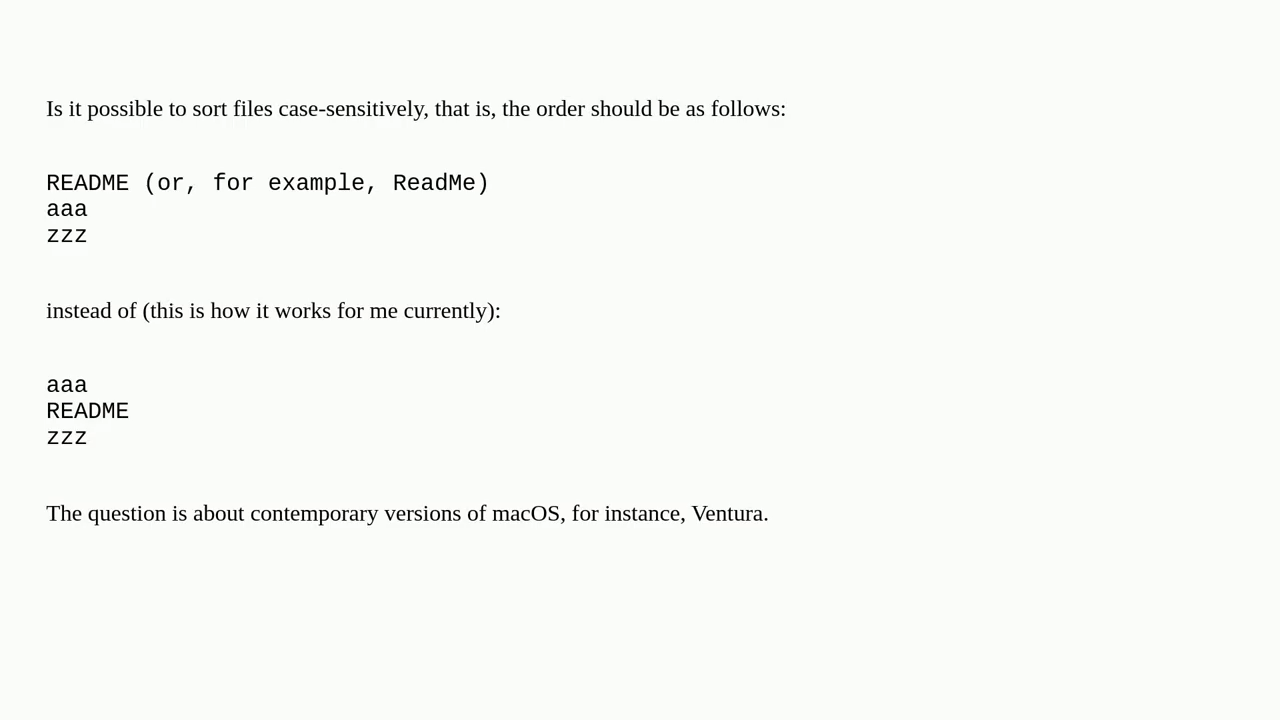 Is it possible to sort files case-sensitively, that is, the order should be as follows:
README (or, for example, ReadMe)
aaa
zzz
instead of (this is how it works for me currently):
aaa
README
zzz
The question is about contemporary versions of macOS, for instance, Ventura.